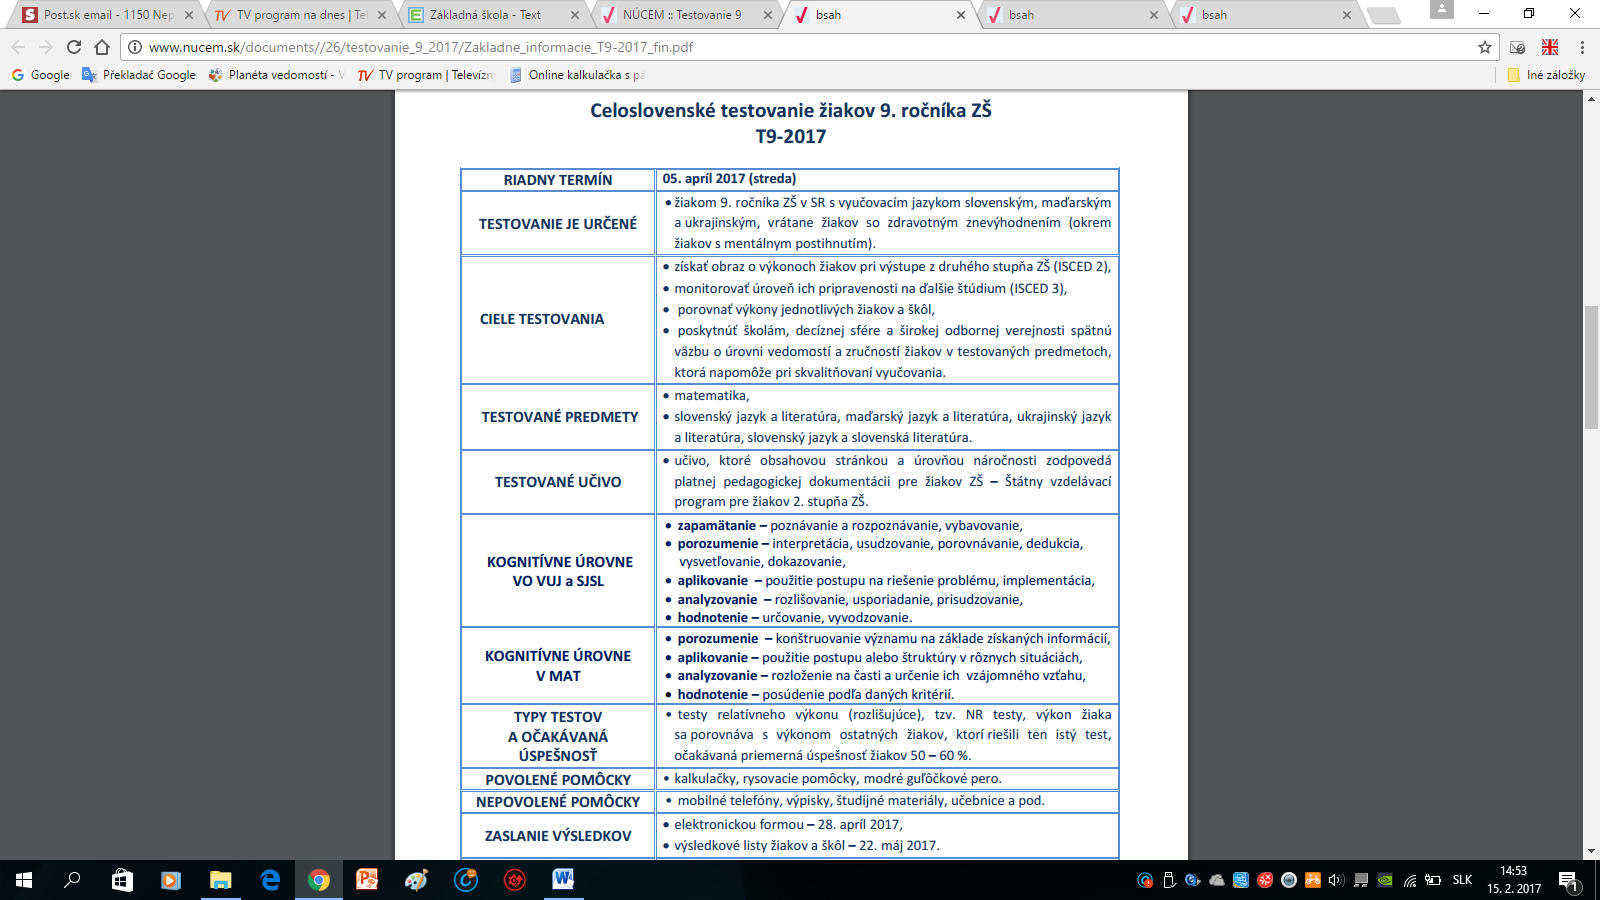 Post.sk email - 1150 Nep
TV program na dnes | Tel
Základná škola - Text
NÚCEM :: Testovanie 9
bsah
bsah
bsah
www.nucem.sk/documents//26/testovanie_9_2017/Zakladne_informacie_T9-2017_fin.pdf
Google
Překladač Google
Planéta vedomostí -
TV program | Televízn
Online kalkulačka s pa
Iné záložky
Celoslovenské testovanie žiakov 9. ročníka ZŠ
T9-2017
RIADNY TERMÍN
05. apríl 2017 (streda)
TESTOVANIE JE URČENÉ
• žiakom 9. ročníka ZŠ v SR s vyučovacím jazykom slovenským, maďarským
a ukrajinským, vrátane žiakov so zdravotným znevýhodnením (okrem
žiakov s mentálnym postihnutím).
CIELE TESTOVANIA
• získať obraz o výkonoch žiakov pri výstupe z druhého stupňa ZŠ (ISCED 2),
• monitorovať úroveň ich pripravenosti na ďalšie štúdium (ISCED 3),
• porovnať výkony jednotlivých žiakov a škôl,
• poskytnúť školám, decíznej sfére a širokej odbornej verejnosti spätnú
väzbu o úrovni vedomostí a zručností žiakov v testovaných predmetoch,
ktorá napomôže pri skvalitňovaní vyučovania.
TESTOVANÉ PREDMETY
• matematika,
• slovenský jazyk a literatúra, maďarský jazyk a literatúra, ukrajinský jazyk
a literatúra, slovenský jazyk a slovenská literatúra.
TESTOVANÉ UČIVO
• učivo, ktoré obsahovou stránkou a úrovňou náročnosti zodpovedá
platnej pedagogickej dokumentácii pre žiakov ZŠ – Štátny vzdelávací
program pre žiakov 2. stupňa ZŠ.
KOGNITÍVNE ÚROVNE
VO VUJ a SJSL
• zapamätanie – poznávanie a rozpoznávanie, vybavovanie,
• porozumenie – interpretácia, usudzovanie, porovnávanie, dedukcia,
vysvetľovanie, dokazovanie,
• aplikovanie – použitie postupu na riešenie problému, implementácia,
• analyzovanie – rozlišovanie, usporiadanie, prisudzovanie,
• hodnotenie – určovanie, vyvodzovanie.
KOGNITÍVNE ÚROVNE
V MAT
• porozumenie – konštruovanie významu na základe získaných informácií,
• aplikovanie – použitie postupu alebo štruktúry v rôznych situáciách,
• analyzovanie – rozloženie na časti a určenie ich vzájomného vzťahu,
• hodnotenie – posúdenie podľa daných kritérií.
TYPY TESTOV
A OČAKÁVANÁ
ÚSPEŠNOSŤ
• testy relatívneho výkonu (rozlišujúce), tzv. NR testy, výkon žiaka
sa porovnáva s výkonom ostatných žiakov, ktorí riešili ten istý test,
očakávaná priemerná úspešnosť žiakov 50 – 60 %.
POVOLENÉ POMÔCKY
• kalkulačky, rysovacie pomôcky, modré guľôčkové pero.
NEPOVOLENÉ POMÔCKY
• mobilné telefóny, výpisky, študijné materiály, učebnice a pod.
ZASLANIE VÝSLEDKOV
• elektronickou formou – 28. apríl 2017,
• výsledkové listy žiakov a škôl – 22. máj 2017.
SLK
14:53
15. 2. 2017
1